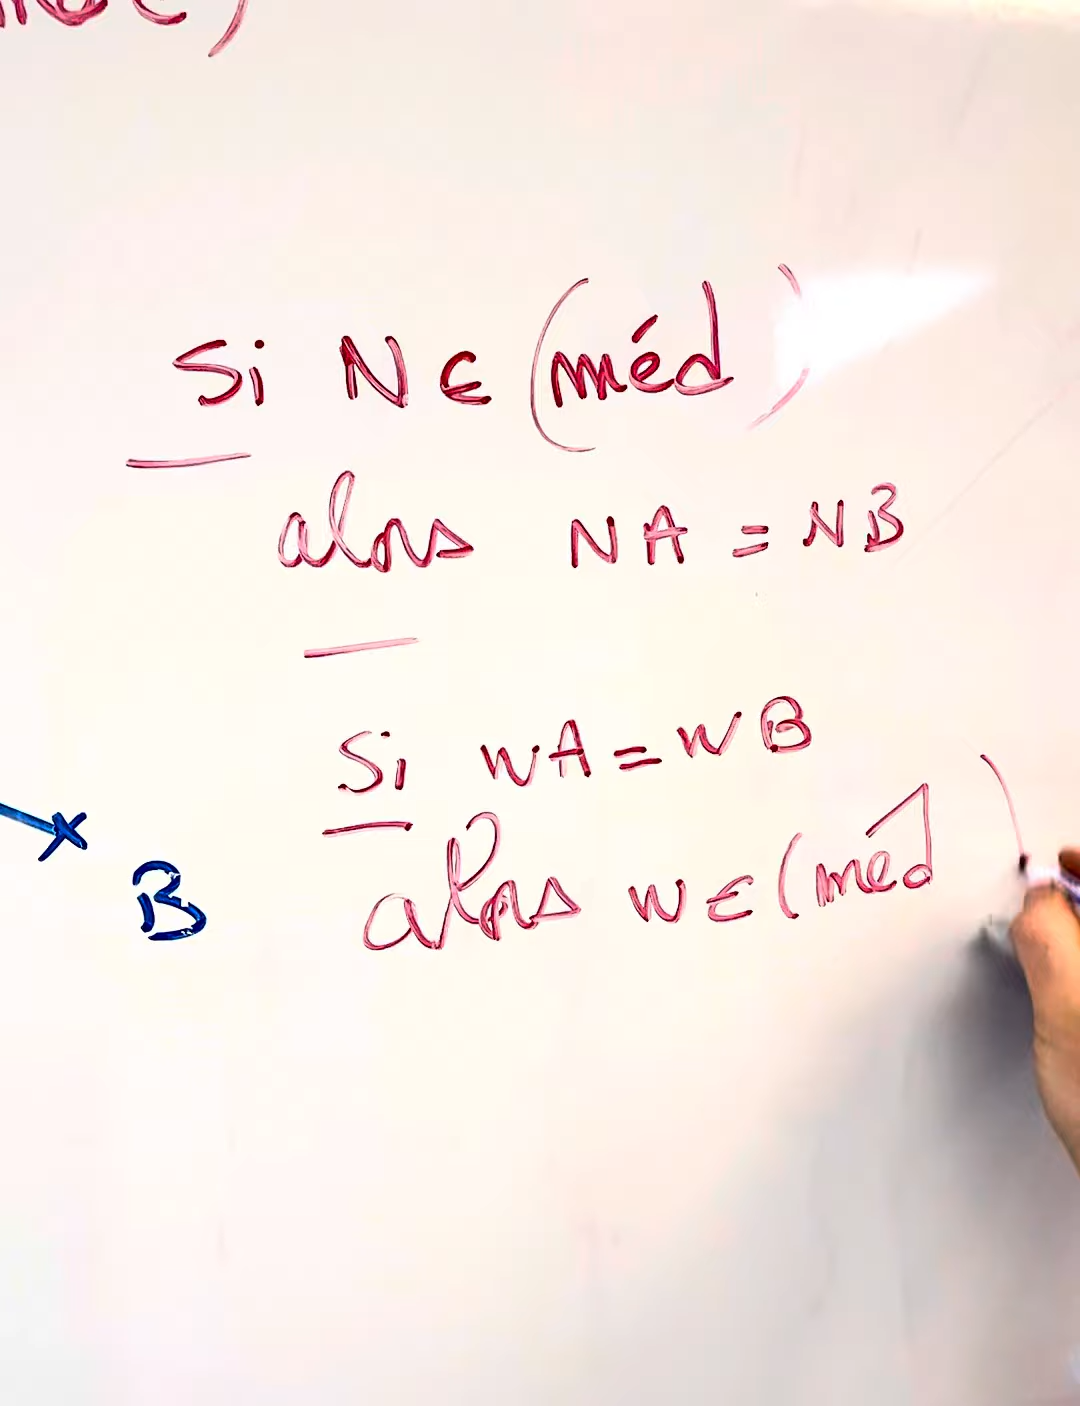 Si N ∈ (méd)
alors NA = NB
Si WA = WB
alors W ∈ (méd)
B